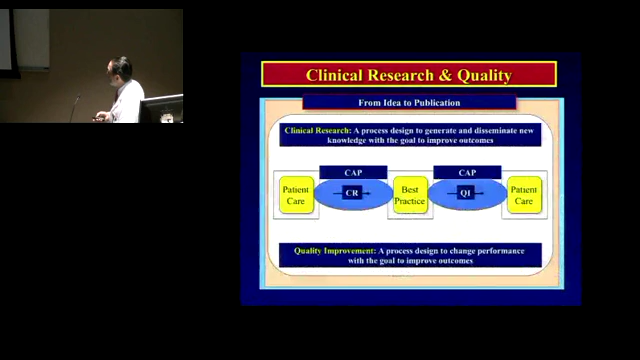 Clinical Research & Quality
From Idea to Publication
Clinical Research: A process design to generate and disseminate new
knowledge with the goal to improve outcomes
CAP
CAP
Patient
Care
CR
Best
Practice
QI
Patient
Care
Quality Improvement: A process design to change performance
with the goal to improve outcomes